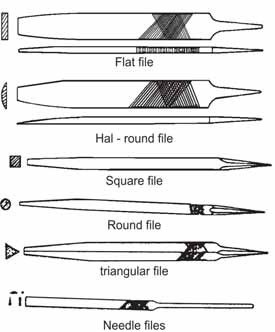 Flat file
Hal - round file
Square file
Round file
triangular file
Needle files